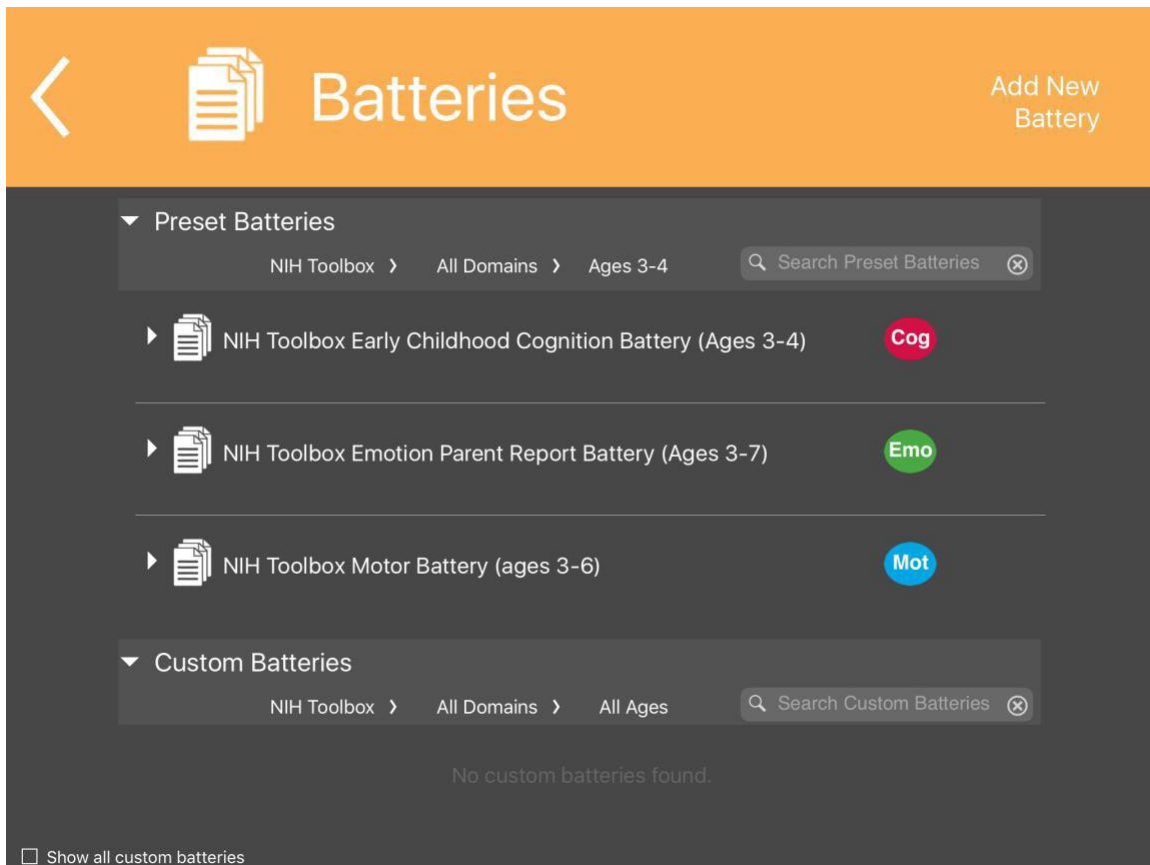 Batteries
Add New
Battery
Preset Batteries
NIH Toolbox ❯ All Domains ❯ Ages 3-4 Search Preset Batteries
NIH Toolbox Early Childhood Cognition Battery (Ages 3-4) Cog
NIH Toolbox Emotion Parent Report Battery (Ages 3-7) Emo
NIH Toolbox Motor Battery (ages 3-6) Mot
Custom Batteries
NIH Toolbox ❯ All Domains ❯ All Ages Search Custom Batteries
No custom batteries found.
Show all custom batteries